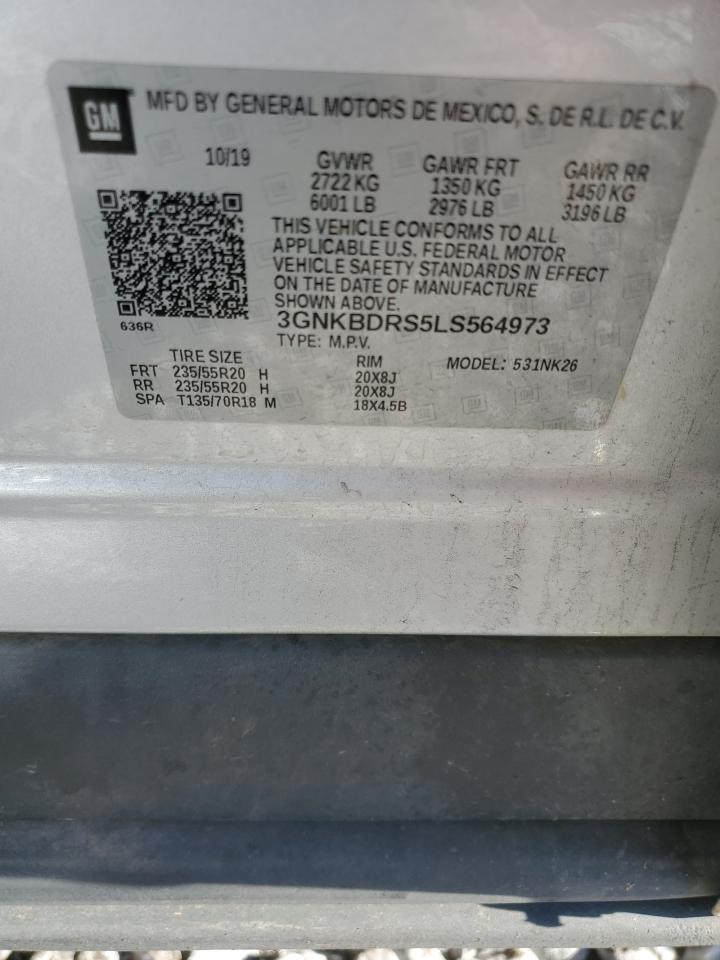 GM MFD BY GENERAL MOTORS DE MEXICO, S. DE R.L. DE C.V.
10/19 GVWR GAWR FRT GAWR RR
2722 KG 1350 KG 1450 KG
6001 LB 2976 LB 3196 LB
THIS VEHICLE CONFORMS TO ALL
APPLICABLE U.S. FEDERAL MOTOR
VEHICLE SAFETY STANDARDS IN EFFECT
ON THE DATE OF MANUFACTURE
SHOWN ABOVE.
3GNKBDRS5LS564973
636R TYPE: M.P.V. MODEL: 531NK26
TIRE SIZE RIM
FRT 235/55R20 H 20X8J
RR 235/55R20 H 20X8J
SPA T135/70R18 M 18X4.5B